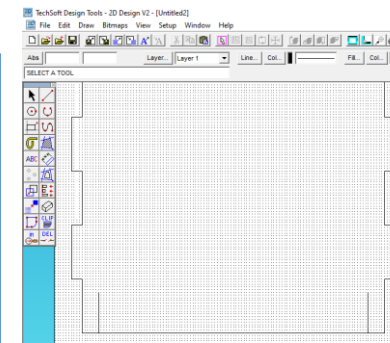 TechSoft Design Tools - 2D Design V2 - [Untitled2]
File Edit Draw Bitmaps View Setup Window Help
Abs Layer... Layer 1 Line... Col... Fill... Col...
SELECT A TOOL
ABC
CLIP
in DEL